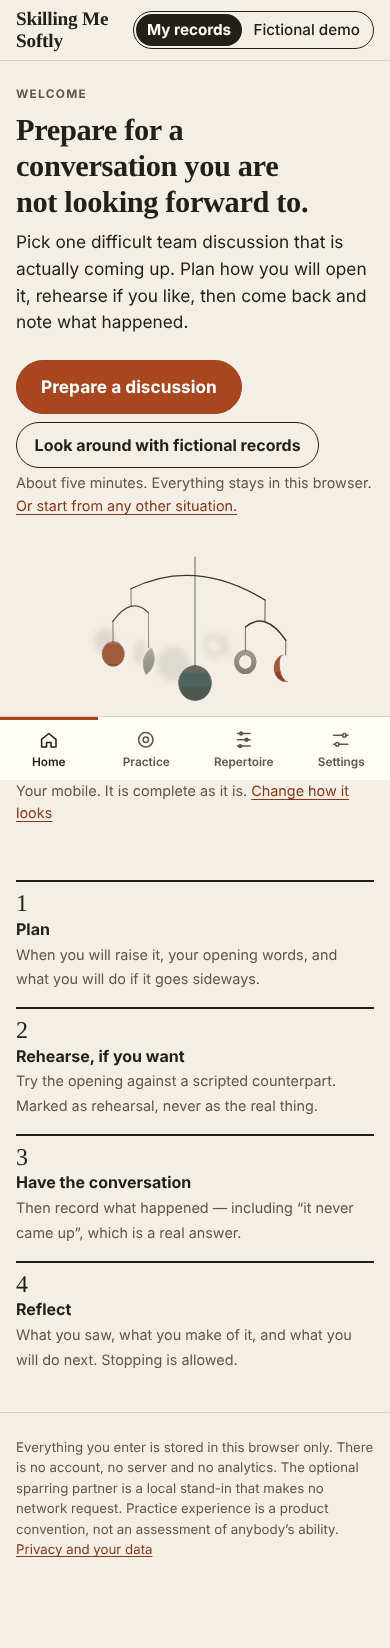 Skilling Me
Softly
My records
Fictional demo
WELCOME
Prepare for a
conversation you are
not looking forward to.
Pick one difficult team discussion that is
actually coming up. Plan how you will open
it, rehearse if you like, then come back and
note what happened.
Prepare a discussion
Look around with fictional records
About five minutes. Everything stays in this browser.
Or start from any other situation.
Home
Practice
Repertoire
Settings
Your mobile. It is complete as it is. Change how it
looks
1
Plan
When you will raise it, your opening words, and
what you will do if it goes sideways.
2
Rehearse, if you want
Try the opening against a scripted counterpart.
Marked as rehearsal, never as the real thing.
3
Have the conversation
Then record what happened — including “it never
came up”, which is a real answer.
4
Reflect
What you saw, what you make of it, and what you
will do next. Stopping is allowed.
Everything you enter is stored in this browser only. There
is no account, no server and no analytics. The optional
sparring partner is a local stand-in that makes no
network request. Practice experience is a product
convention, not an assessment of anybody’s ability.
Privacy and your data